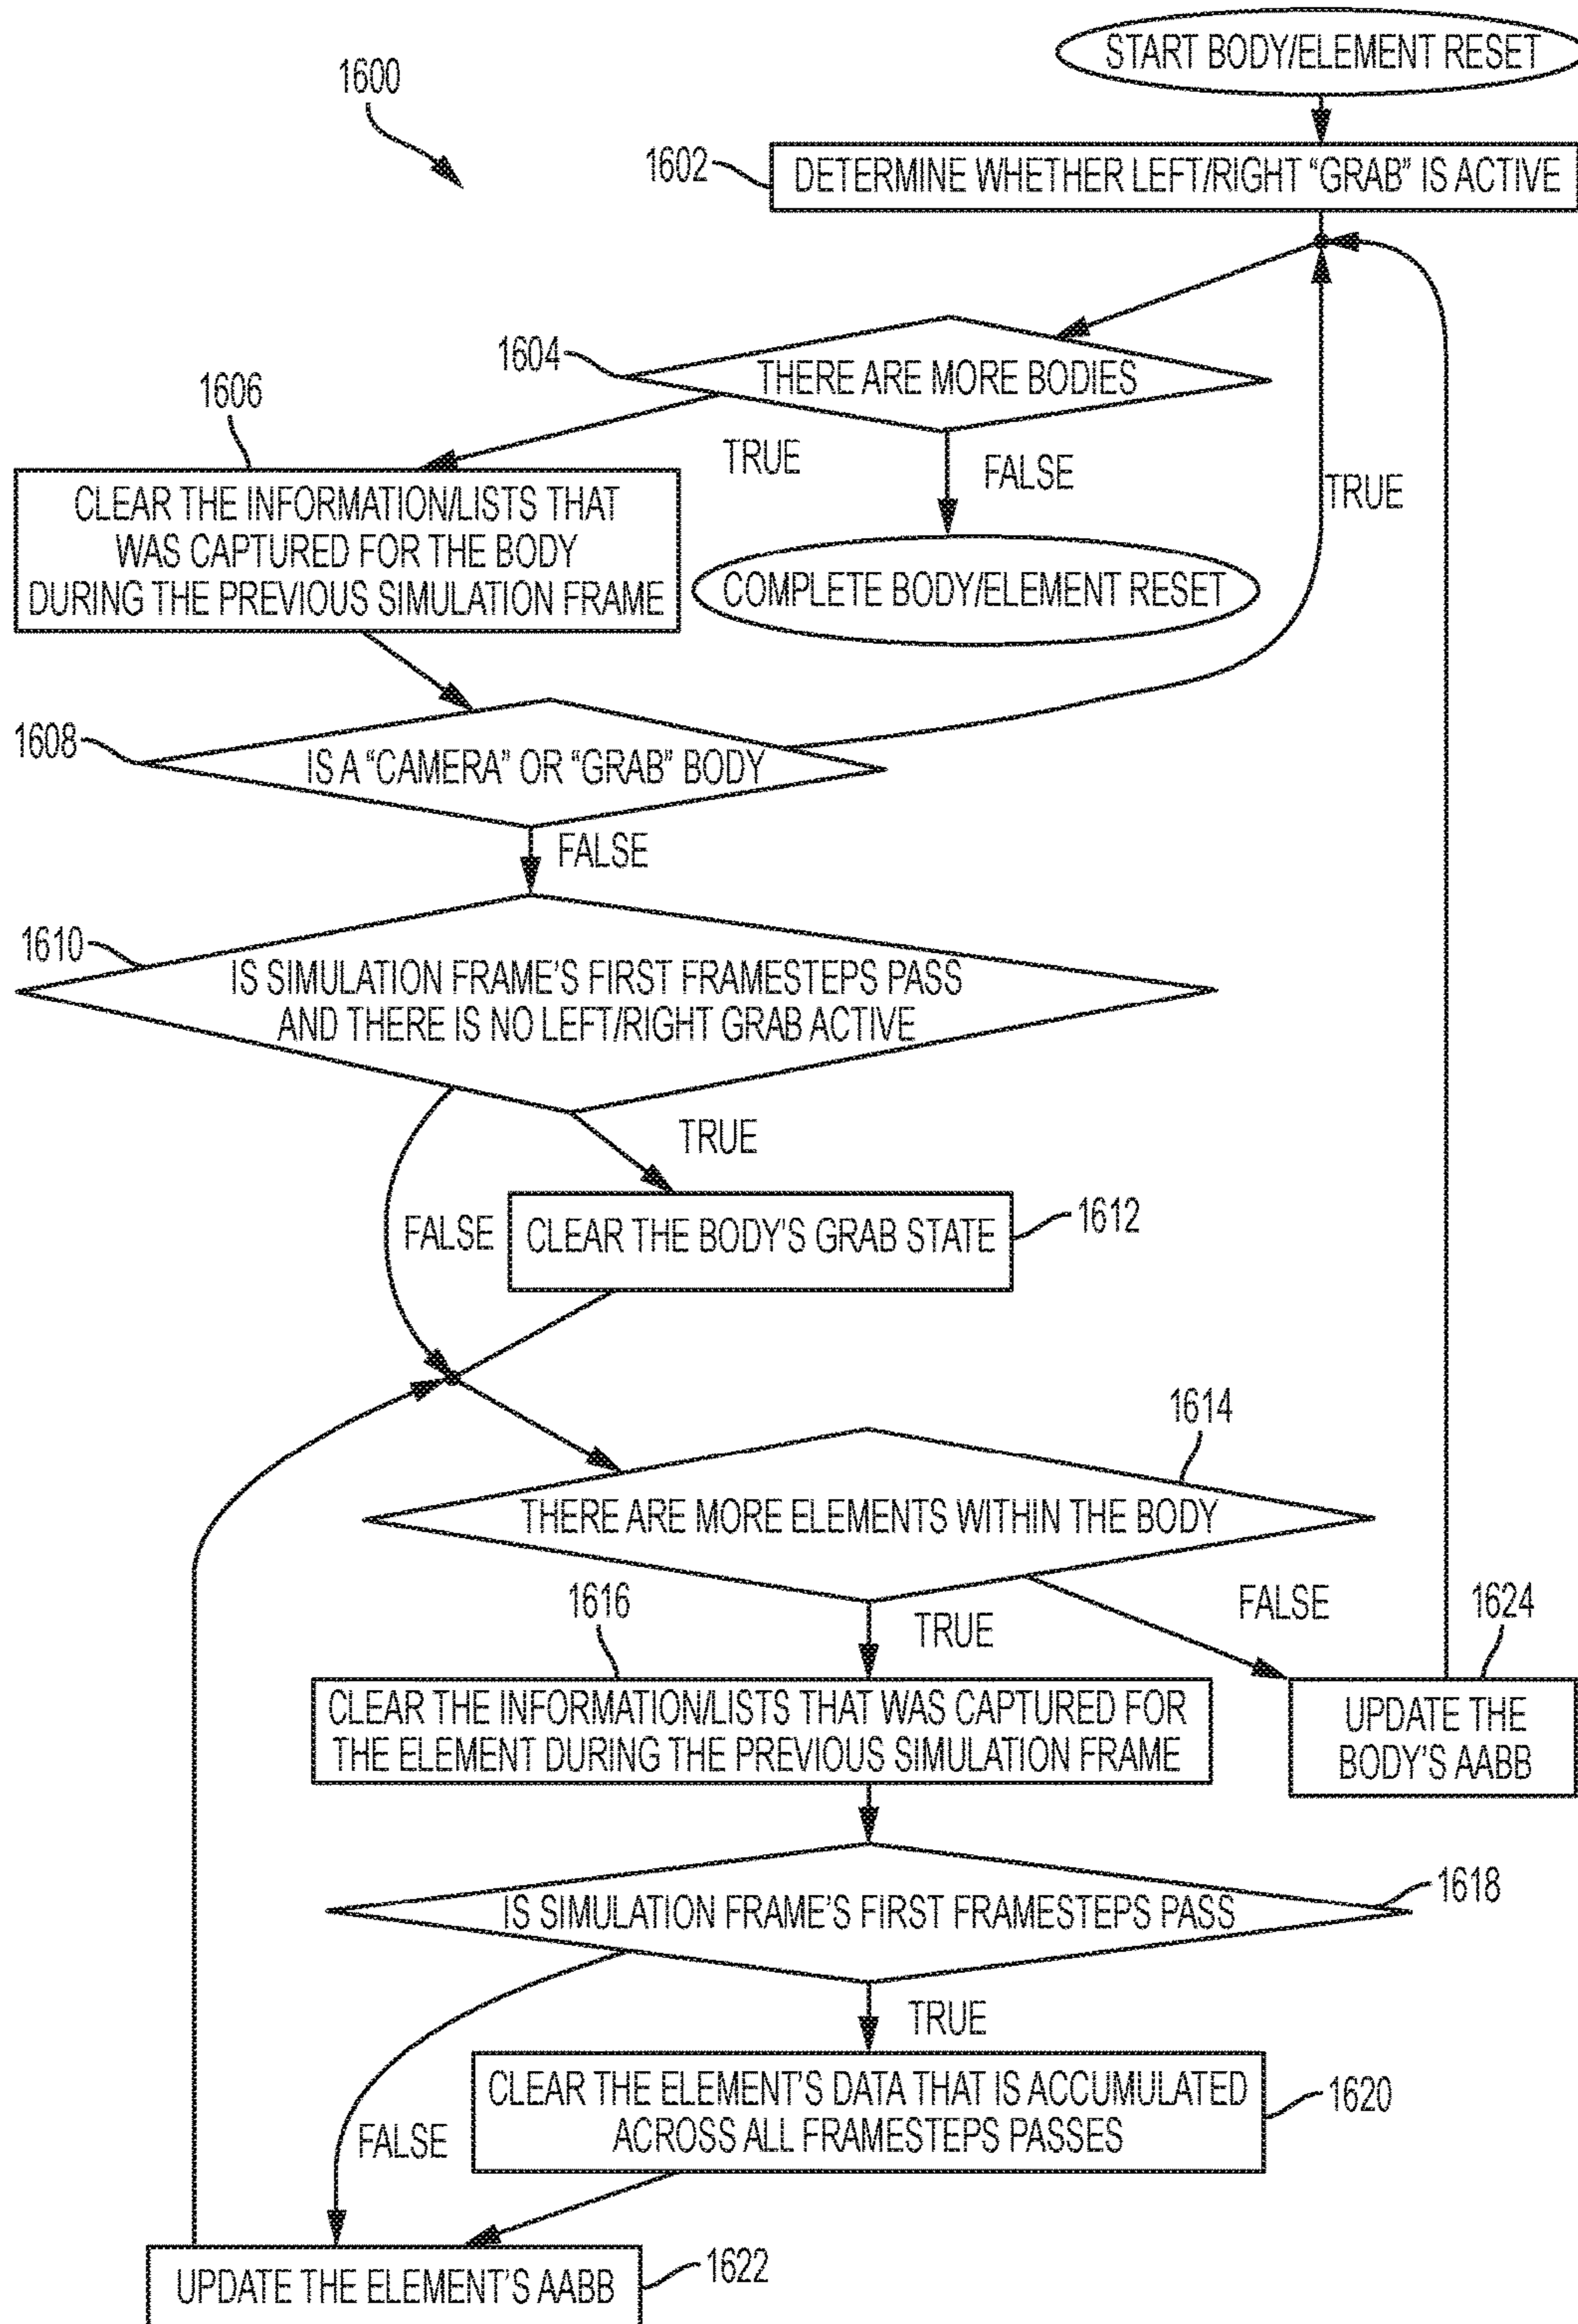 START BODY/ELEMENT RESET
1600
1602
DETERMINE WHETHER LEFT/RIGHT “GRAB” IS ACTIVE
1604
THERE ARE MORE BODIES
1606
TRUE
FALSE
TRUE
CLEAR THE INFORMATION/LISTS THAT
WAS CAPTURED FOR THE BODY
DURING THE PREVIOUS SIMULATION FRAME
COMPLETE BODY/ELEMENT RESET
1608
IS A “CAMERA” OR “GRAB” BODY
FALSE
1610
IS SIMULATION FRAME’S FIRST FRAMESTEPS PASS
AND THERE IS NO LEFT/RIGHT GRAB ACTIVE
TRUE
FALSE
CLEAR THE BODY’S GRAB STATE
1612
1614
THERE ARE MORE ELEMENTS WITHIN THE BODY
1616
TRUE
FALSE
1624
CLEAR THE INFORMATION/LISTS THAT WAS CAPTURED FOR
THE ELEMENT DURING THE PREVIOUS SIMULATION FRAME
UPDATE THE
BODY’S AABB
1618
IS SIMULATION FRAME’S FIRST FRAMESTEPS PASS
TRUE
FALSE
CLEAR THE ELEMENT’S DATA THAT IS ACCUMULATED
ACROSS ALL FRAMESTEPS PASSES
1620
UPDATE THE ELEMENT’S AABB
1622